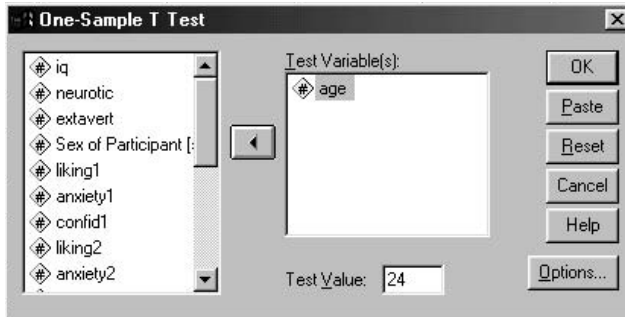 One-Sample T Test
iq
neurotic
extavert
Sex of Participant [:
liking1
anxiety1
confid1
liking2
anxiety2
Test Variable(s):
age
Test Value: 24
OK
Paste
Reset
Cancel
Help
Options...